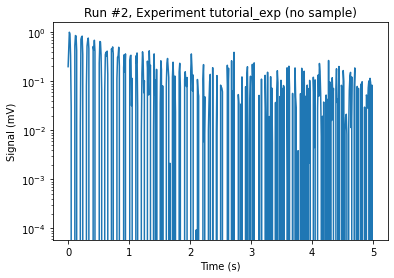 Run #2, Experiment tutorial_exp (no sample)
Signal (mV)
10⁰
10⁻¹
10⁻²
10⁻³
10⁻⁴
0 1 2 3 4 5
Time (s)